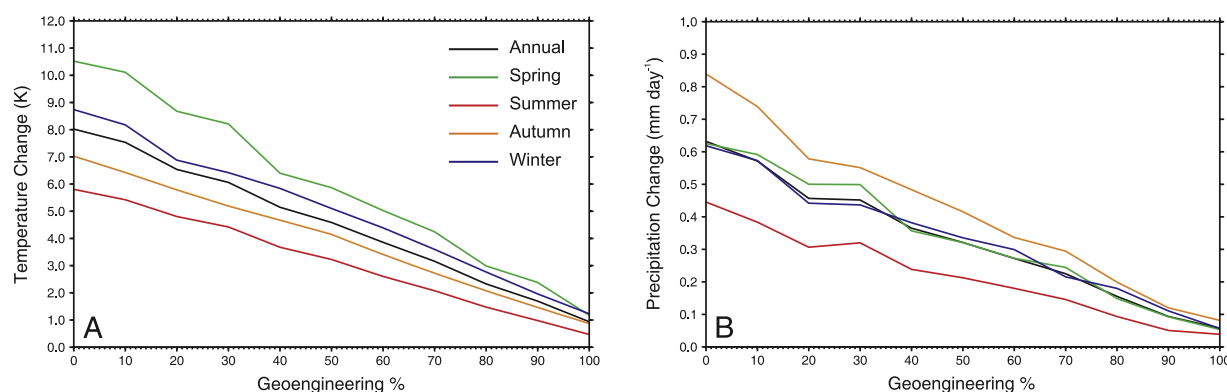 Temperature Change (K)
12.0
11.0
10.0
9.0
8.0
7.0
6.0
5.0
4.0
3.0
2.0
1.0
0.0
Annual
Spring
Summer
Autumn
Winter
A
0 10 20 30 40 50 60 70 80 90 100
Geoengineering %
Precipitation Change (mm day⁻¹)
1.0
0.9
0.8
0.7
0.6
0.5
0.4
0.3
0.2
0.1
0.0
B
0 10 20 30 40 50 60 70 80 90 100
Geoengineering %